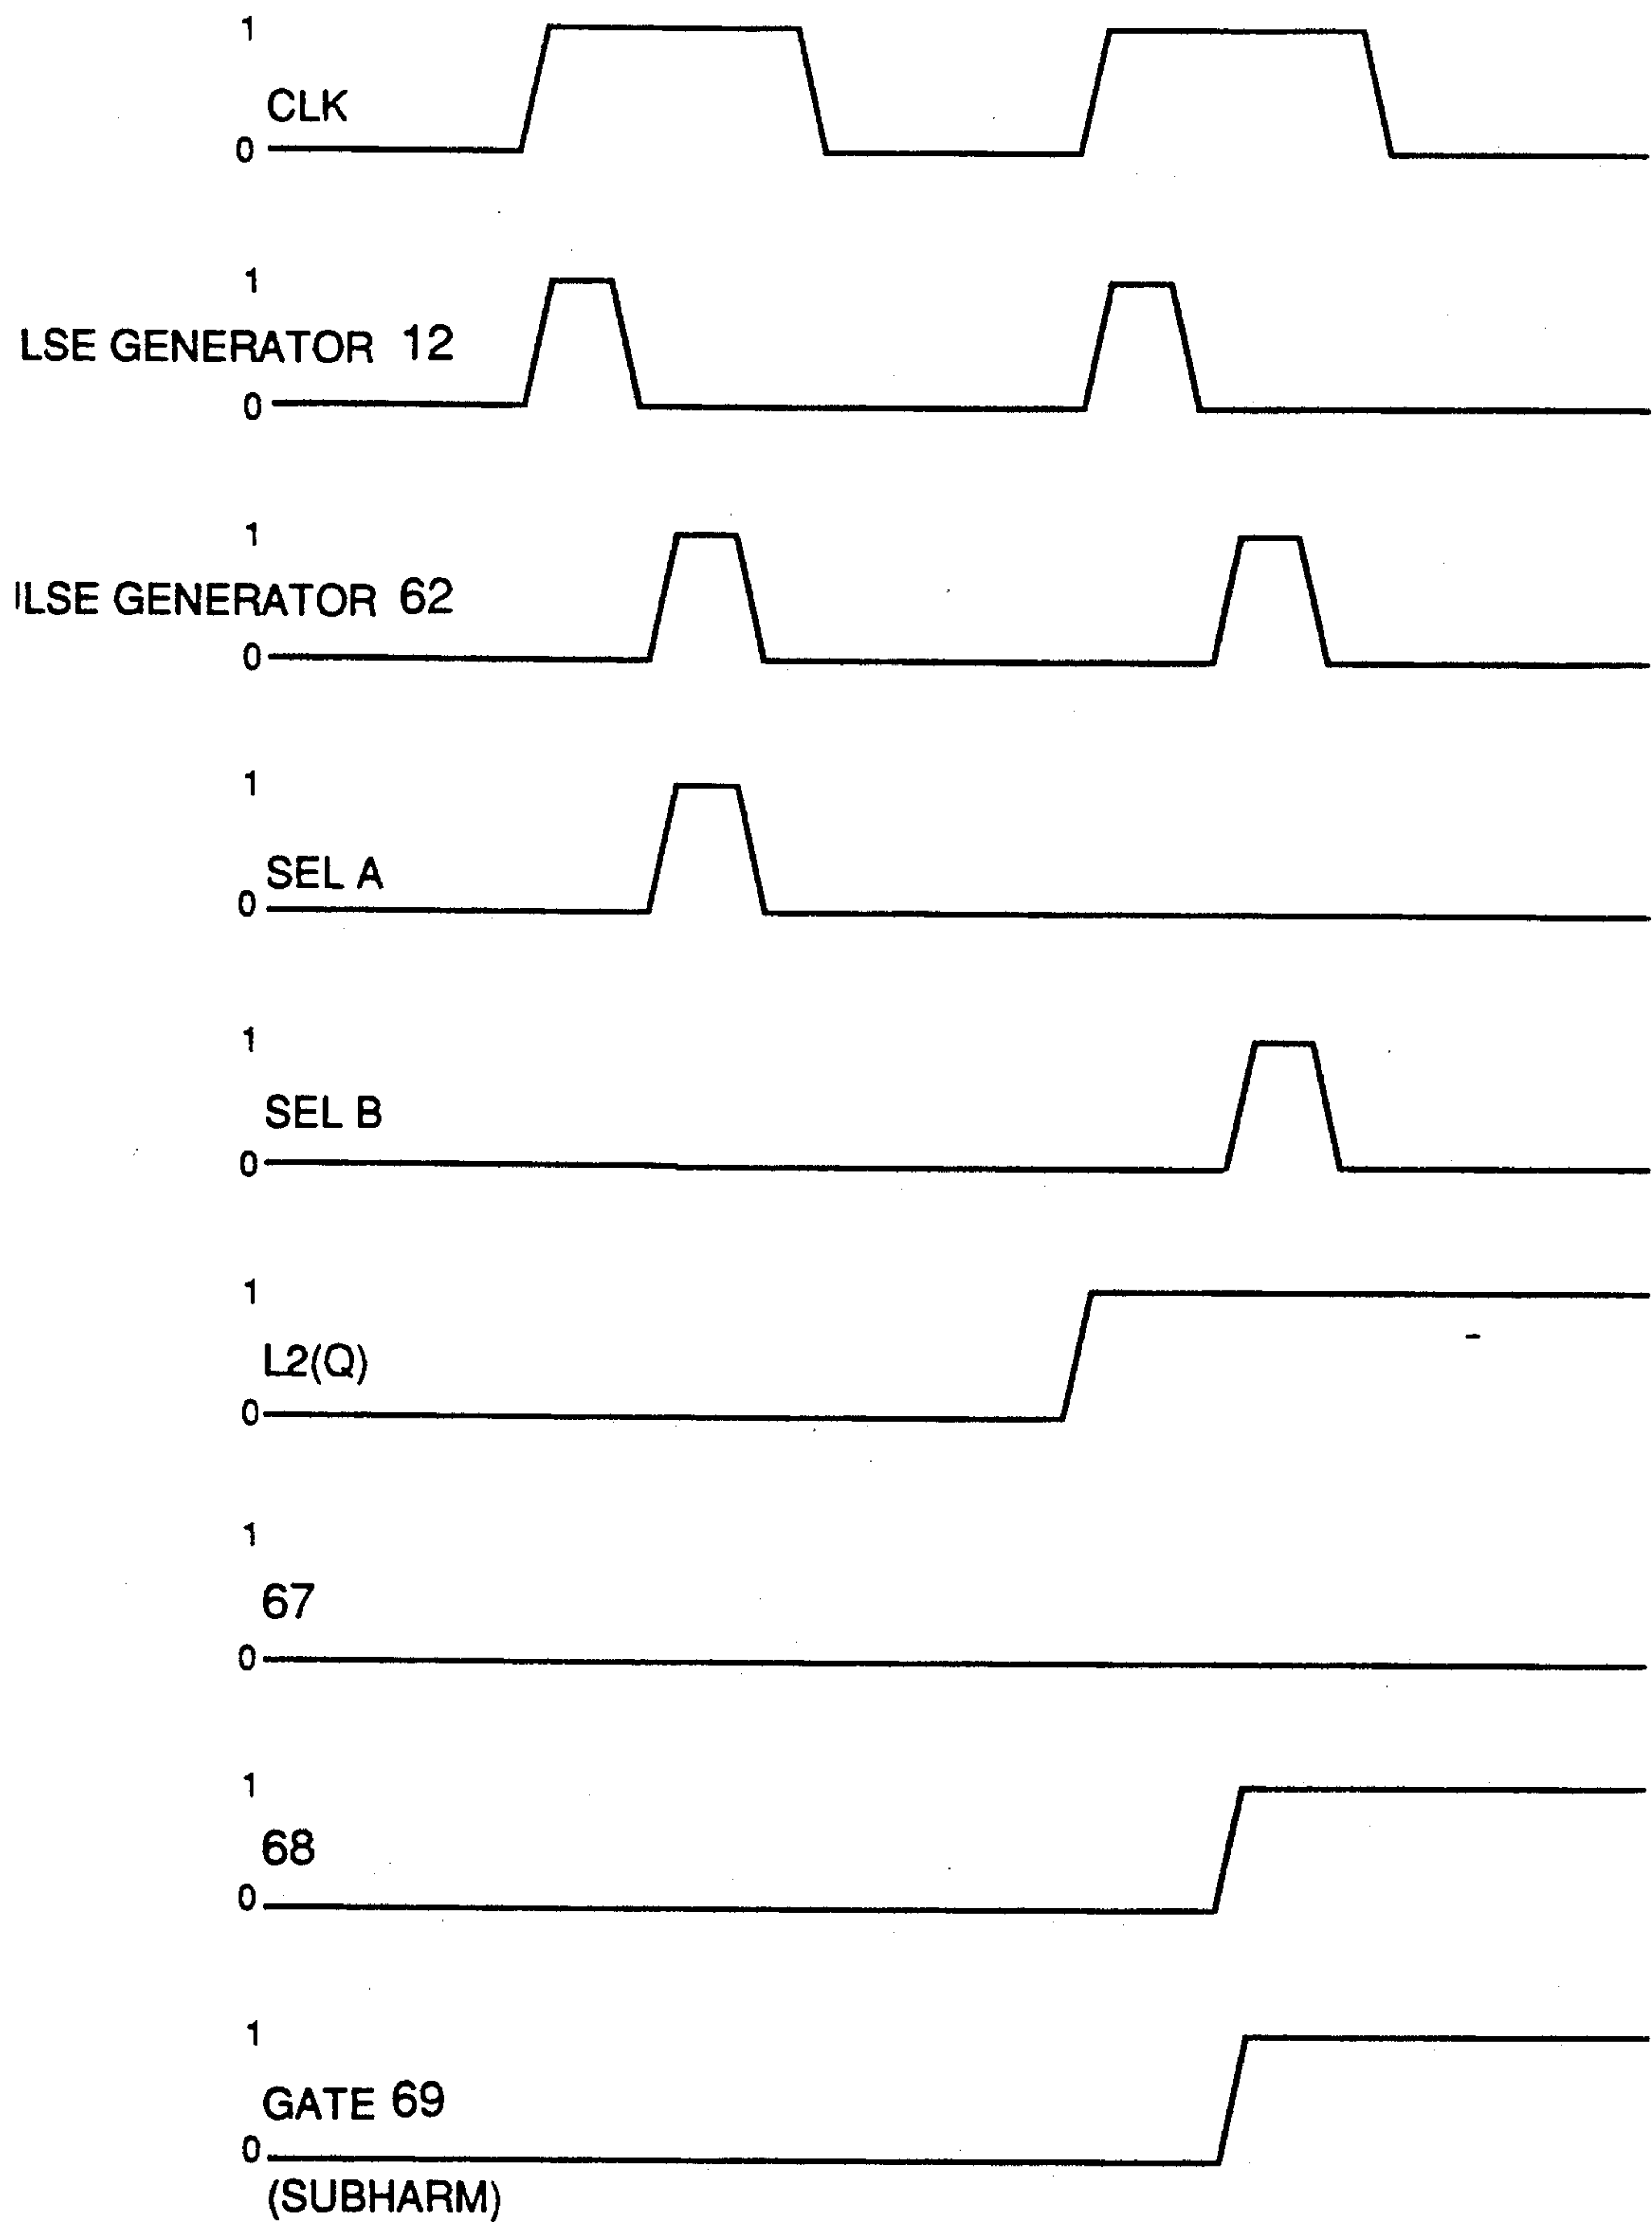 1
CLK
0
1
LSE GENERATOR 12
0
1
LSE GENERATOR 62
0
1
SEL A
0
1
SEL B
0
1
L2(Q)
0
1
67
0
1
68
0
1
GATE 69
0
(SUBHARM)